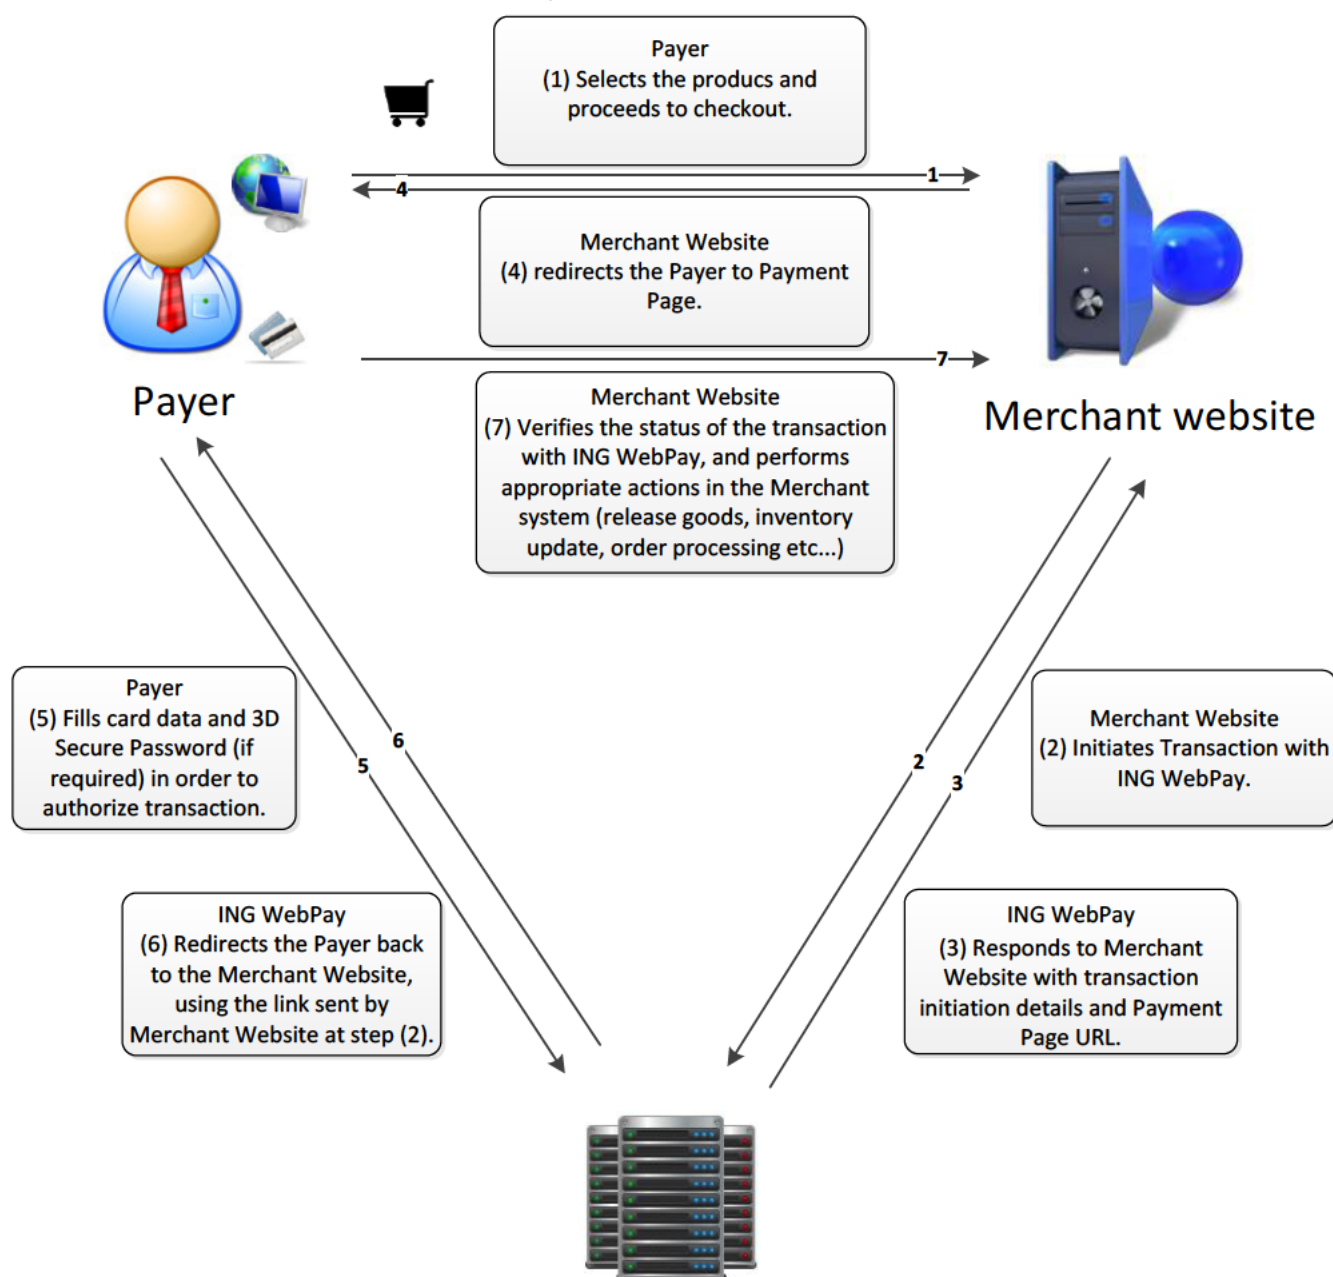 Payer
(1) Selects the producs and
proceeds to checkout.
1
4
Merchant Website
(4) redirects the Payer to Payment
Page.
7
Payer
Merchant website
Merchant Website
(7) Verifies the status of the transaction
with ING WebPay, and performs
appropriate actions in the Merchant
system (release goods, inventory
update, order processing etc...)
Payer
(5) Fills card data and 3D
Secure Password (if
required) in order to
authorize transaction.
5
6
2
3
Merchant Website
(2) Initiates Transaction with
ING WebPay.
ING WebPay
(6) Redirects the Payer back
to the Merchant Website,
using the link sent by
Merchant Website at step (2).
ING WebPay
(3) Responds to Merchant
Website with transaction
initiation details and Payment
Page URL.